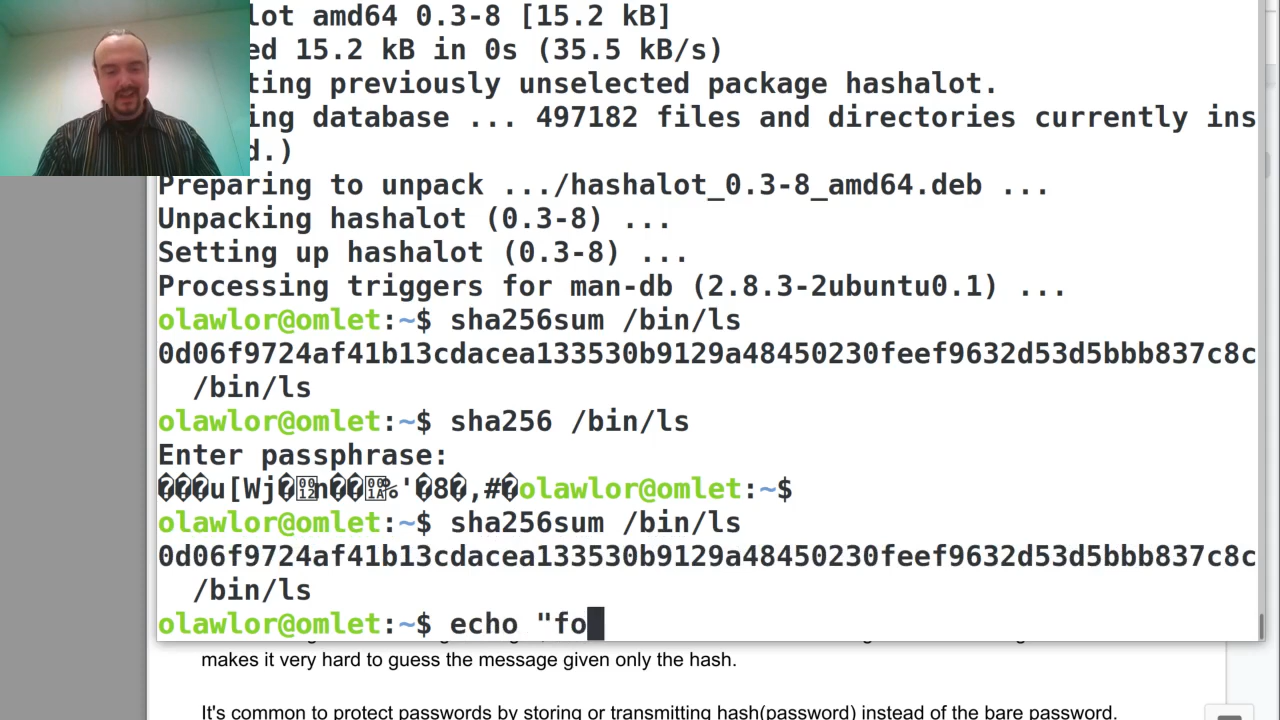 lot amd64 0.3-8 [15.2 kB]
ed 15.2 kB in 0s (35.5 kB/s)
ting previously unselected package hashalot.
ing database ... 497182 files and directories currently ins
d.)
Preparing to unpack .../hashalot_0.3-8_amd64.deb ...
Unpacking hashalot (0.3-8) ...
Setting up hashalot (0.3-8) ...
Processing triggers for man-db (2.8.3-2ubuntu0.1) ...
olawlor@omlet:~$ sha256sum /bin/ls
0d06f9724af41b13cdacea133530b9129a48450230feef9632d53d5bbb837c8c
/bin/ls
olawlor@omlet:~$ sha256 /bin/ls
Enter passphrase:
���u[Wj�n��%'�8�,#�olawlor@omlet:~$
olawlor@omlet:~$ sha256sum /bin/ls
0d06f9724af41b13cdacea133530b9129a48450230feef9632d53d5bbb837c8c
/bin/ls
olawlor@omlet:~$ echo "fo
makes it very hard to guess the message given only the hash.
It's common to protect passwords by storing or transmitting hash(password) instead of the bare password.